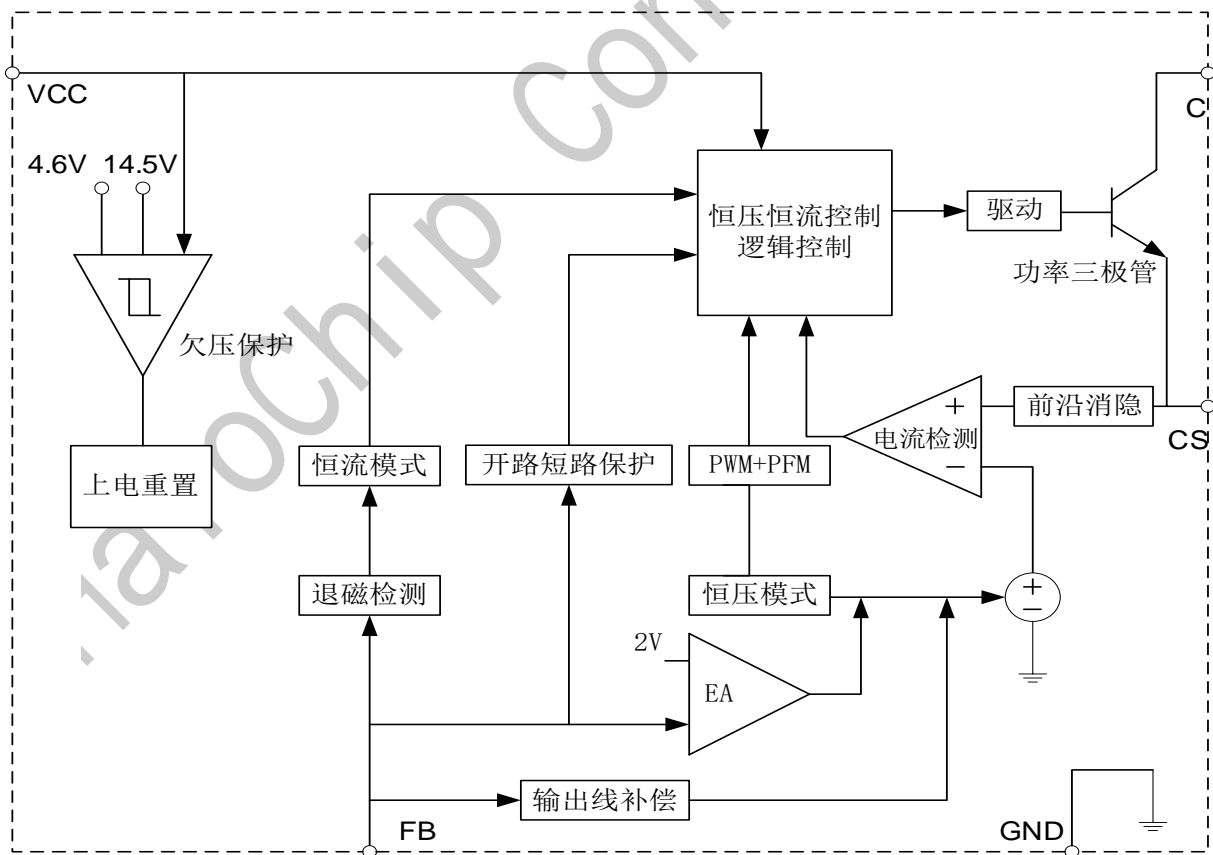 VCC
C
4.6V 14.5V
恒压恒流控制
逻辑控制
驱动
功率三极管
欠压保护
前沿消隐
+
电流检测
−
CS
上电重置
恒流模式
开路短路保护
PWM+PFM
退磁检测
恒压模式
+
−
2V
EA
输出线补偿
FB
GND